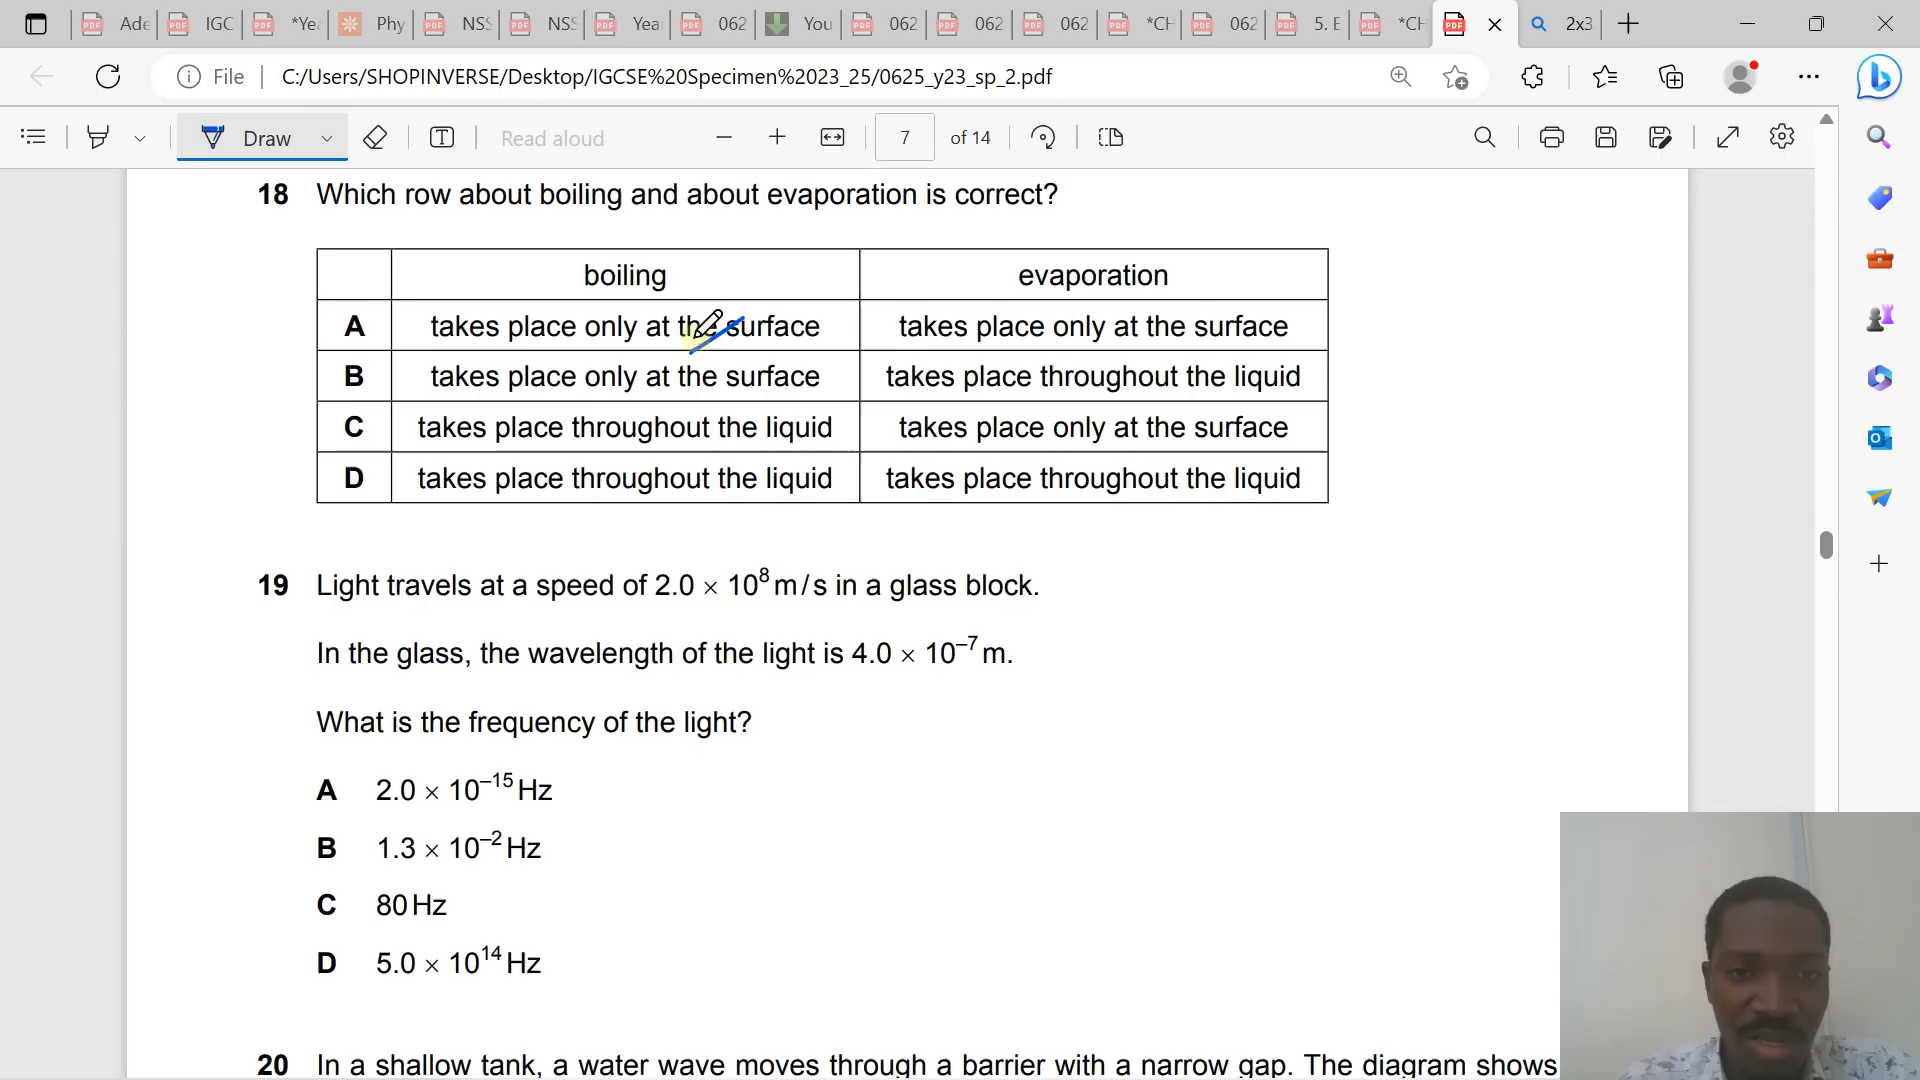 Ade
IGC
*Yea
Phy
NSS
NSS
Year
062
You
062
062
062
*CH
062
5. E
*CH
2x3
File
C:/Users/SHOPINVERSE/Desktop/IGCSE%20Specimen%2023_25/0625_y23_sp_2.pdf
Draw
Read aloud
7
of 14
18 Which row about boiling and about evaporation is correct?
boiling evaporation
A takes place only at the surface takes place only at the surface
B takes place only at the surface takes place throughout the liquid
C takes place throughout the liquid takes place only at the surface
D takes place throughout the liquid takes place throughout the liquid
19 Light travels at a speed of 2.0 × 10⁸ m/s in a glass block.
In the glass, the wavelength of the light is 4.0 × 10⁻⁷ m.
What is the frequency of the light?
A 2.0 × 10⁻¹⁵ Hz
B 1.3 × 10⁻² Hz
C 80 Hz
D 5.0 × 10¹⁴ Hz
20 In a shallow tank, a water wave moves through a barrier with a narrow gap. The diagram shows